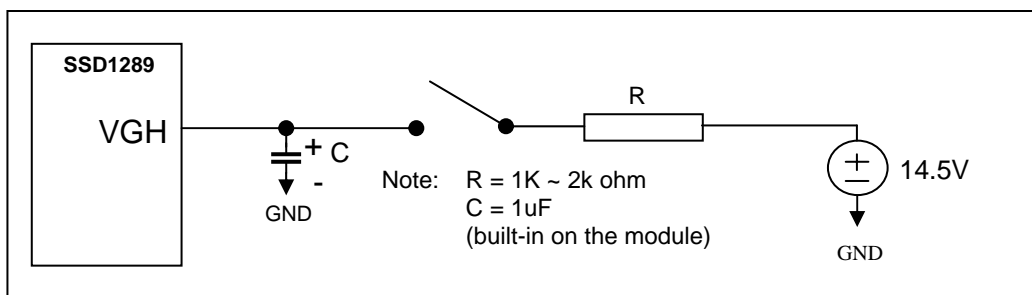 SSD1289
VGH
+ C
-
GND
R
Note: R = 1K ~ 2k ohm
C = 1uF
(built-in on the module)
+
−
14.5V
GND